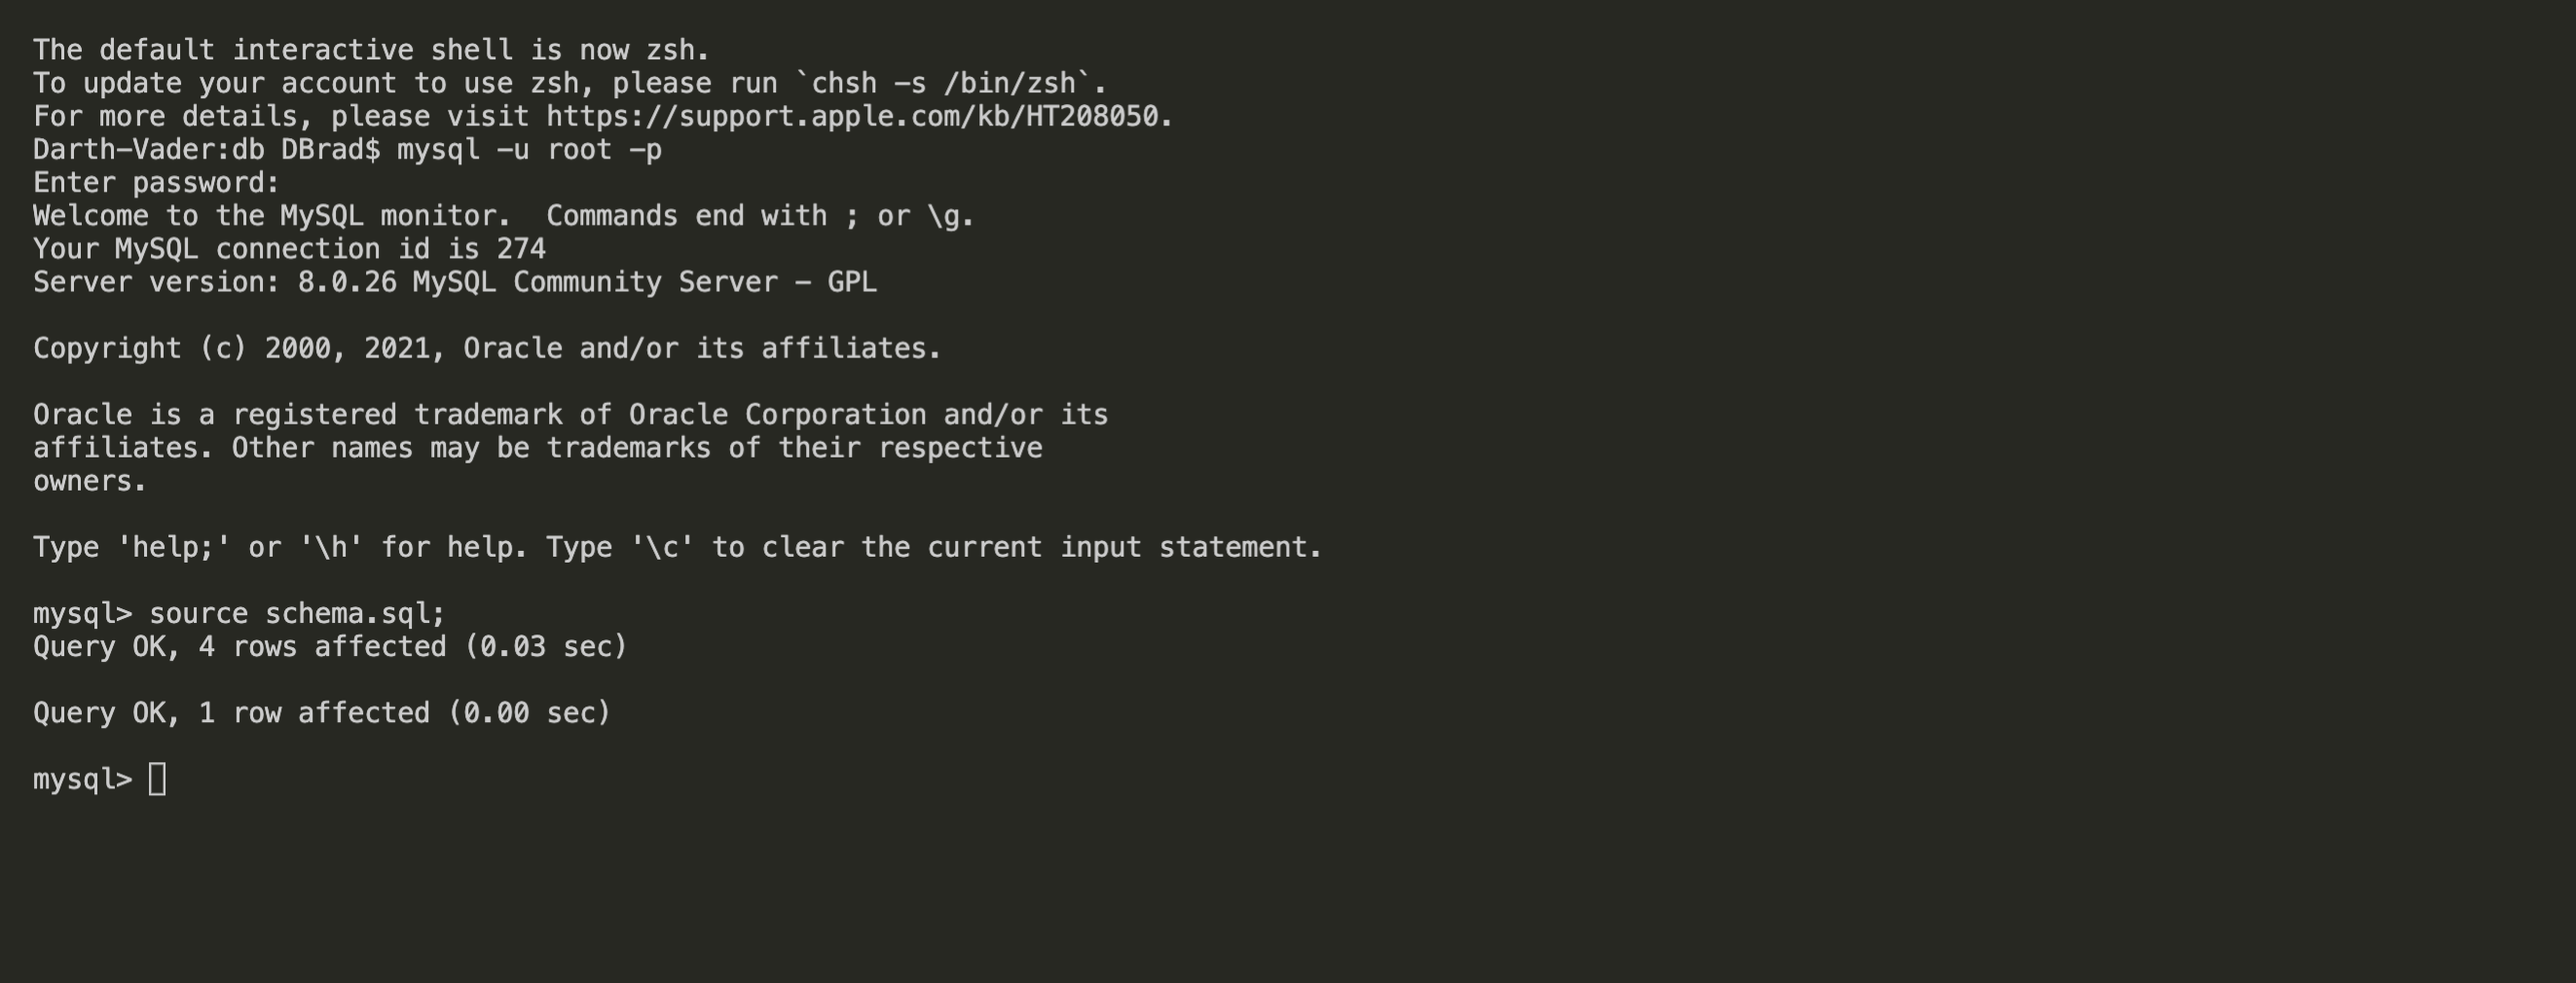 The default interactive shell is now zsh.
To update your account to use zsh, please run `chsh -s /bin/zsh`.
For more details, please visit https://support.apple.com/kb/HT208050.
Darth-Vader:db DBrad$ mysql -u root -p
Enter password:
Welcome to the MySQL monitor.  Commands end with ; or \g.
Your MySQL connection id is 274
Server version: 8.0.26 MySQL Community Server - GPL

Copyright (c) 2000, 2021, Oracle and/or its affiliates.

Oracle is a registered trademark of Oracle Corporation and/or its
affiliates. Other names may be trademarks of their respective
owners.

Type 'help;' or '\h' for help. Type '\c' to clear the current input statement.

mysql> source schema.sql;
Query OK, 4 rows affected (0.03 sec)

Query OK, 1 row affected (0.00 sec)

mysql>